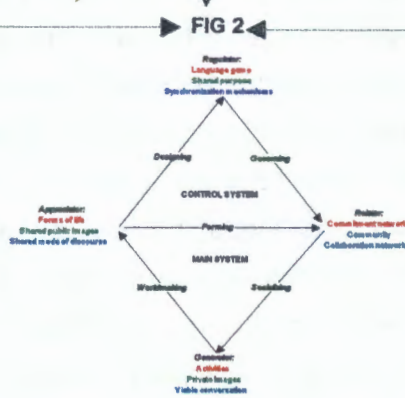 FIG 2
Regulator:
Language game
Shared purpose
Synchronization mechanisms
Designing
Governing
CONTROL SYSTEM
Appreciator:
Forms of life
Shared public images
Shared mode of discourse
Forming
Relator:
Commitment network
Community
Collaboration network
MAIN SYSTEM
Worldmaking
Socializing
Generator:
Activities
Private Images
Viable conversation